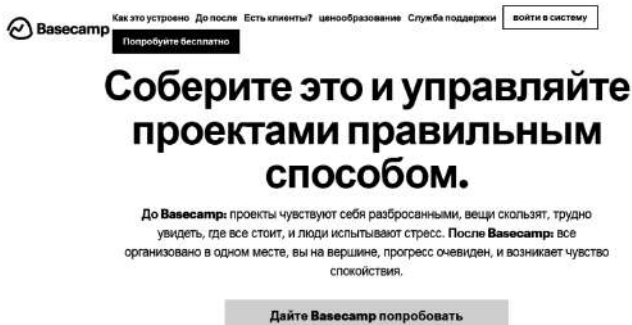 Basecamp
Как это устроено До после Есть клиенты? ценообразование Служба поддержки войти в систему
Попробуйте бесплатно
Соберите это и управляйте
проектами правильным
способом.
До Basecamp: проекты чувствуют себя разбросанными, вещи скользят, трудно
увидеть, где все стоит, и люди испытывают стресс. После Basecamp: все
организовано в одном месте, вы на вершине, прогресс очевиден, и возникает чувство
спокойствия.
Дайте Basecamp попробовать